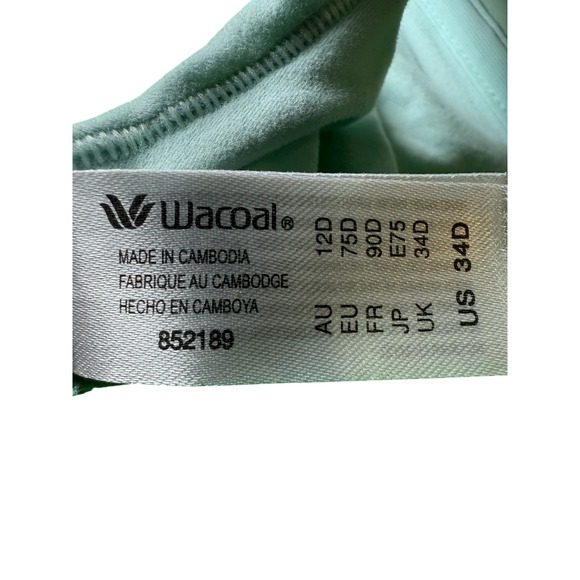 Wacoal®
MADE IN CAMBODIA
FABRIQUE AU CAMBODGE
HECHO EN CAMBOYA
852189
AU 12D
EU 75D
FR 90D
JP E75
UK 34D
US 34D